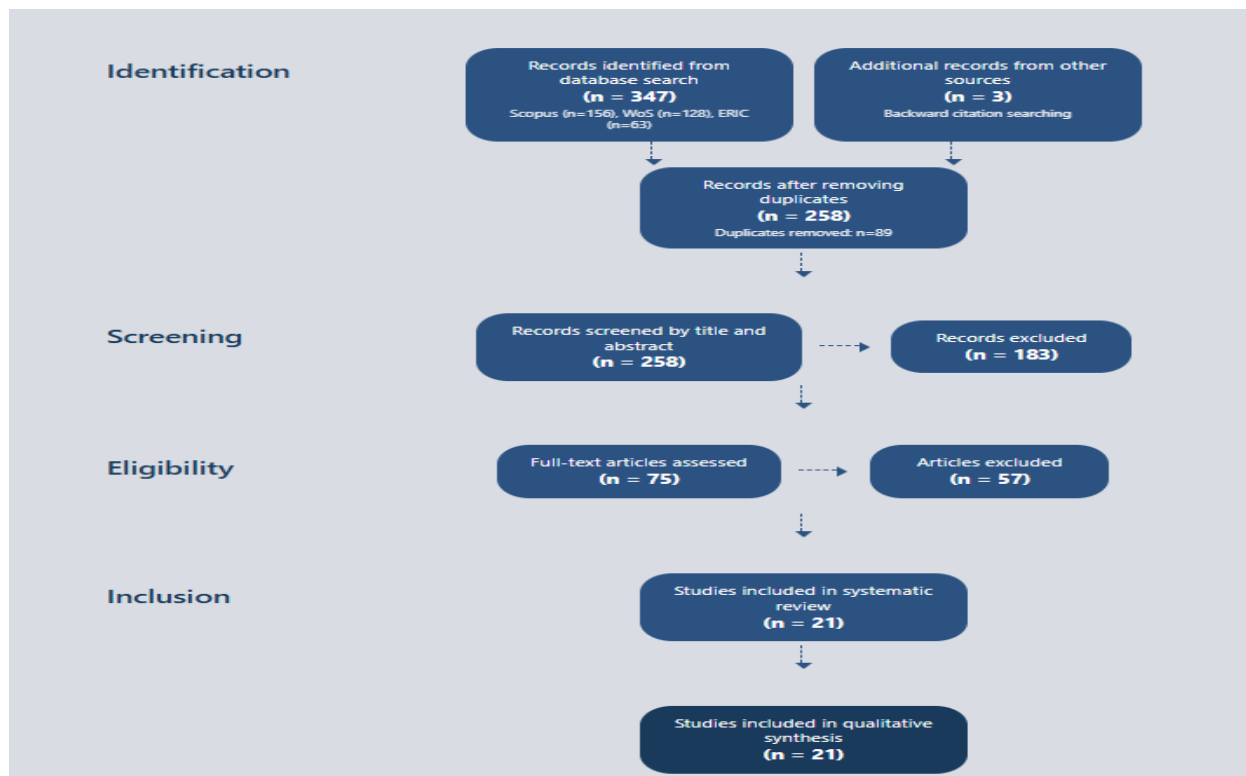 Identification
Records identified from
database search
(n = 347)
Scopus (n=156), WoS (n=128), ERIC
(n=63)
Additional records from other
sources
(n = 3)
Backward citation searching
Records after removing
duplicates
(n = 258)
Duplicates removed: n=89
Screening
Records screened by title and
abstract
(n = 258)
Records excluded
(n = 183)
Eligibility
Full-text articles assessed
(n = 75)
Articles excluded
(n = 57)
Inclusion
Studies included in systematic
review
(n = 21)
Studies included in qualitative
synthesis
(n = 21)